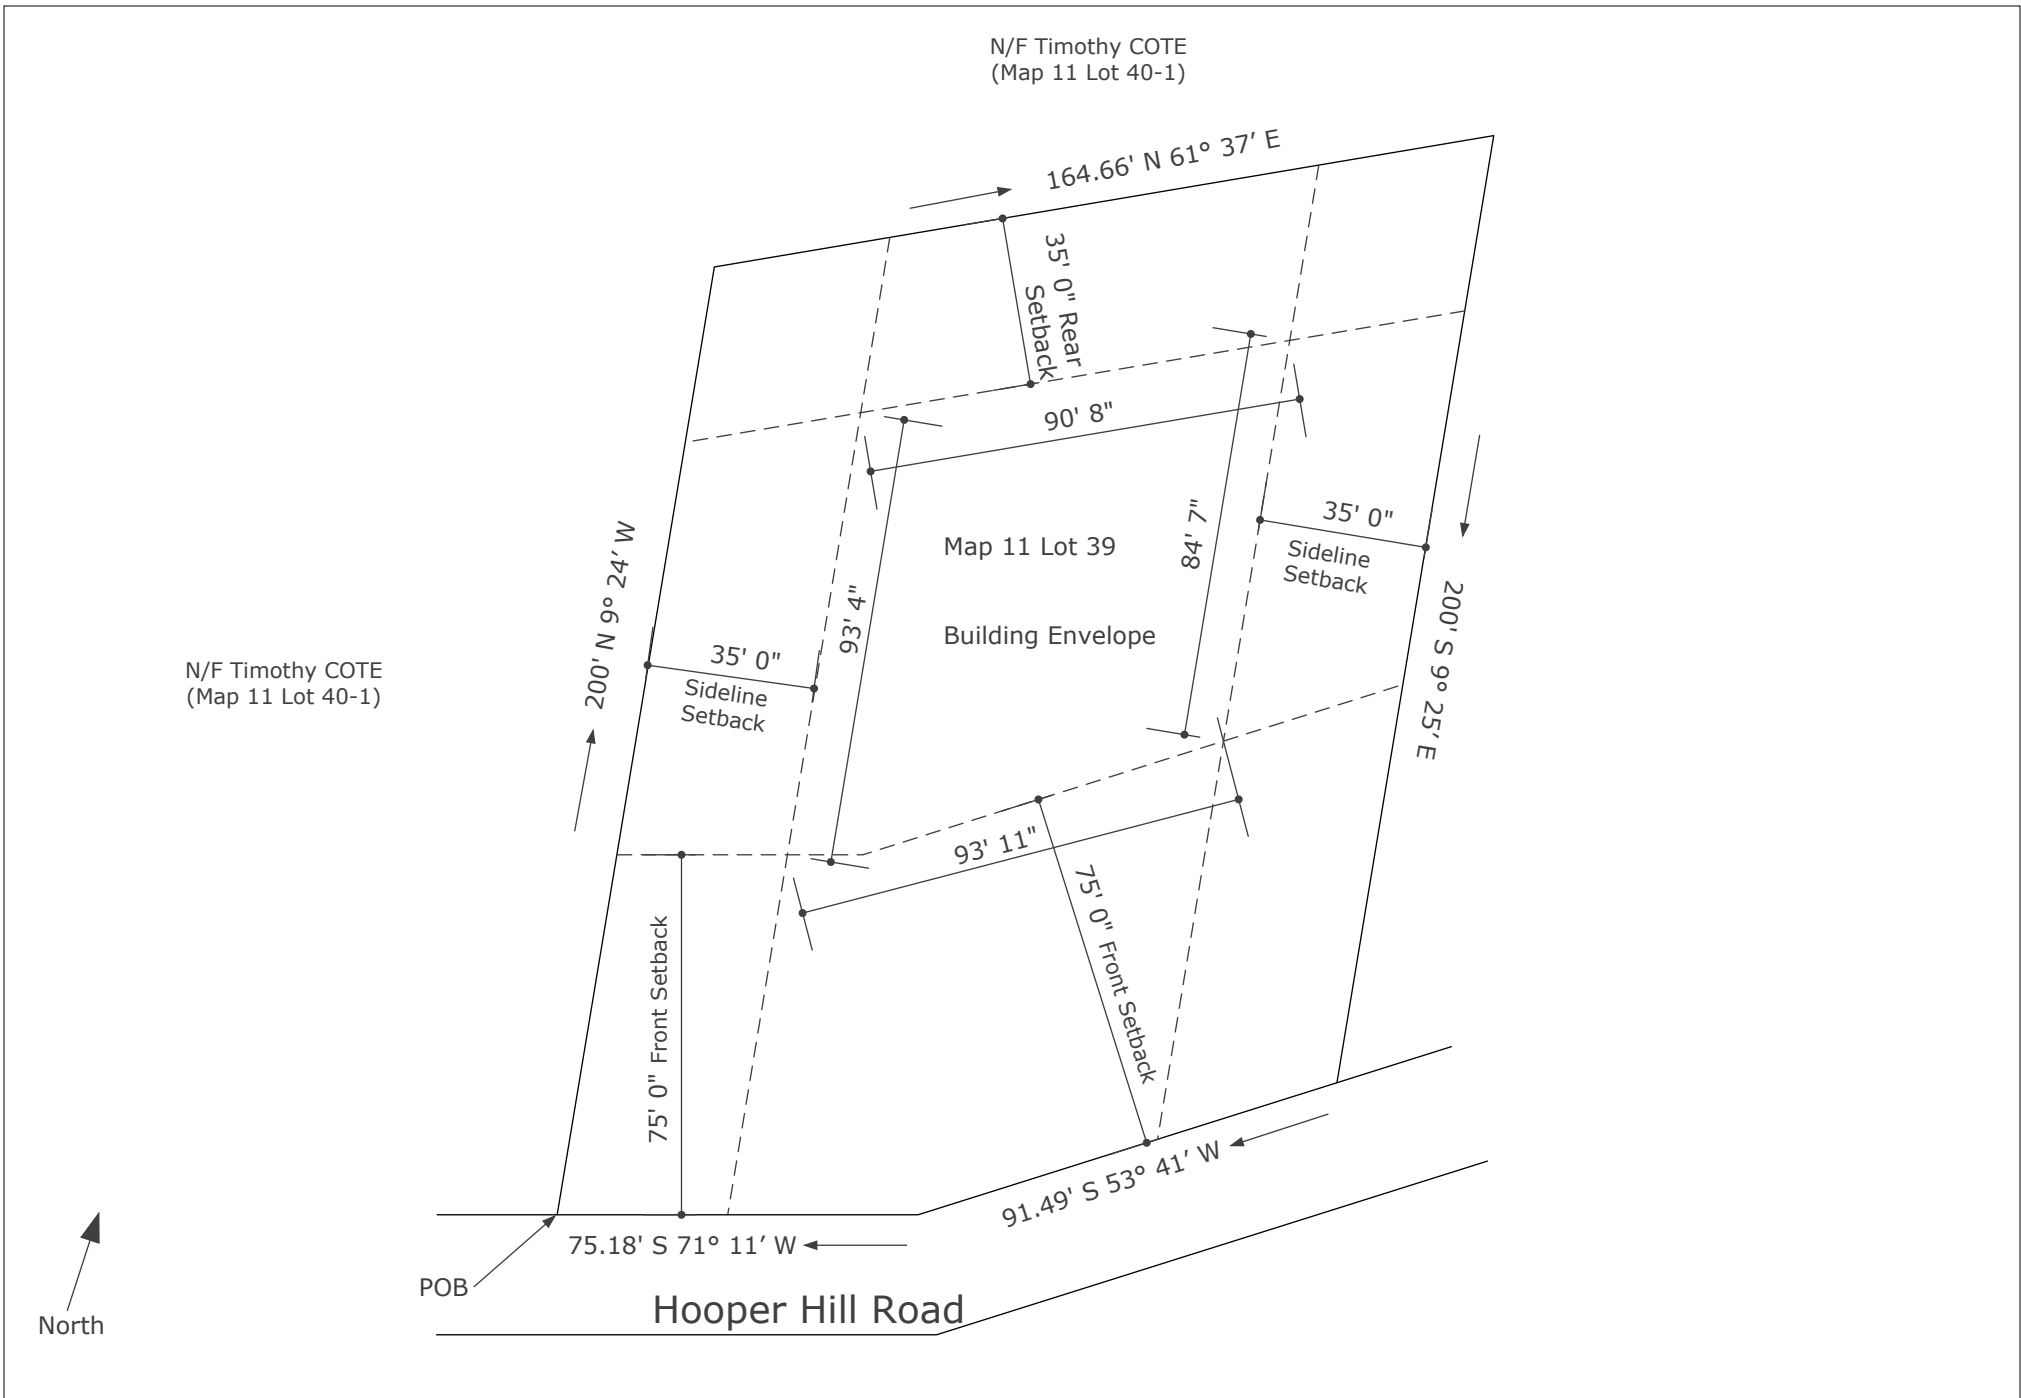 N/F Timothy COTE
(Map 11 Lot 40-1)
164.66' N 61° 37′ E
35' 0" Rear
Setback
90' 8"
200' N 9° 24′ W
93' 4"
Map 11 Lot 39
Building Envelope
84' 7"
35' 0"
Sideline
Setback
200' S 9° 25′ E
N/F Timothy COTE
(Map 11 Lot 40-1)
35' 0"
Sideline
Setback
93' 11"
75' 0" Front Setback
75' 0" Front Setback
91.49' S 53° 41′ W
75.18' S 71° 11′ W
POB
Hooper Hill Road
North